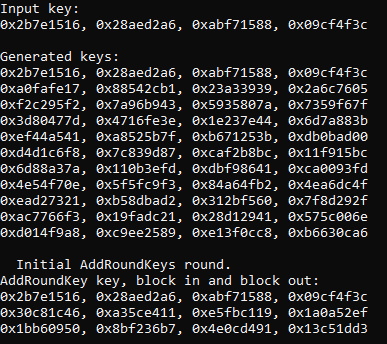 Input key:
0x2b7e1516, 0x28aed2a6, 0xabf71588, 0x09cf4f3c
Generated keys:
0x2b7e1516, 0x28aed2a6, 0xabf71588, 0x09cf4f3c
0xa0fafe17, 0x88542cb1, 0x23a33939, 0x2a6c7605
0xf2c295f2, 0x7a96b943, 0x5935807a, 0x7359f67f
0x3d80477d, 0x4716fe3e, 0x1e237e44, 0x6d7a883b
0xef44a541, 0xa8525b7f, 0xb671253b, 0xdb0bad00
0xd4d1c6f8, 0x7c839d87, 0xcaf2b8bc, 0x11f915bc
0x6d88a37a, 0x110b3efd, 0xdbf98641, 0xca0093fd
0x4e54f70e, 0x5f5fc9f3, 0x84a64fb2, 0x4ea6dc4f
0xead27321, 0xb58dbad2, 0x312bf560, 0x7f8d292f
0xac7766f3, 0x19fadc21, 0x28d12941, 0x575c006e
0xd014f9a8, 0xc9ee2589, 0xe13f0cc8, 0xb6630ca6
Initial AddRoundKeys round.
AddRoundKey key, block in and block out:
0x2b7e1516, 0x28aed2a6, 0xabf71588, 0x09cf4f3c
0x30c81c46, 0xa35ce411, 0xe5fbc119, 0x1a0a52ef
0x1bb60950, 0x8bf236b7, 0x4e0cd491, 0x13c51dd3